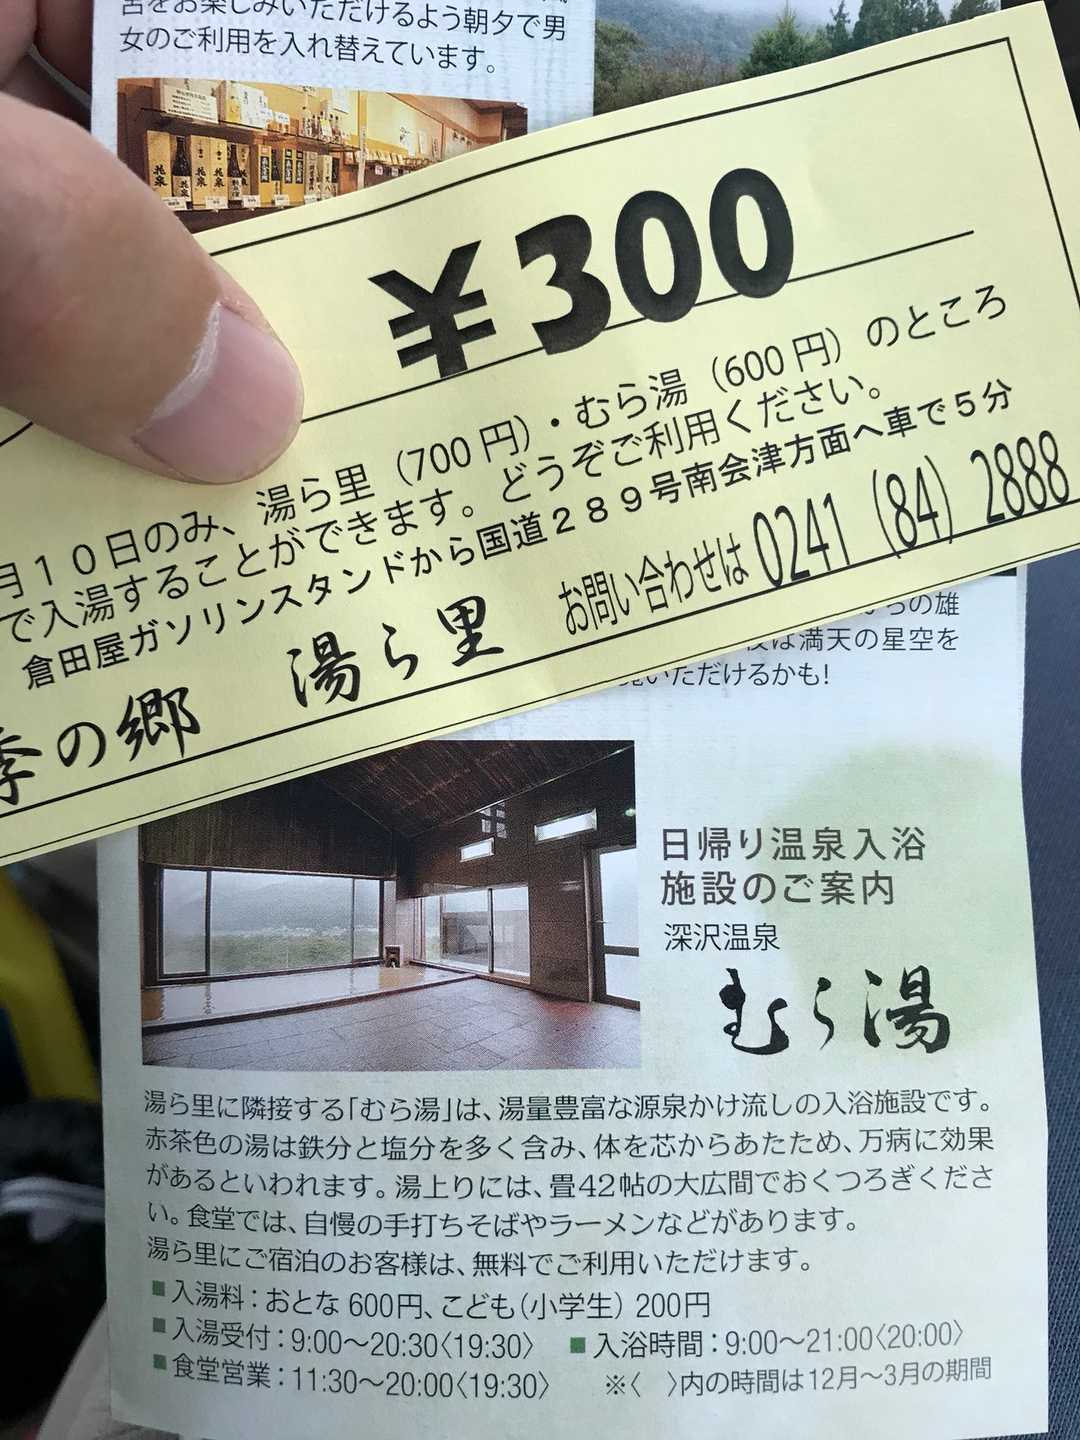 をお楽しみいただけるよう朝夕で男
女のご利用を入れ替えています。
花泉
¥300
月10日のみ、湯ら里（700円）・むら湯（600円）のところ
で入湯することができます。どうぞご利用ください。
倉田屋ガソリンスタンドから国道２８９号南会津方面へ車で５分
季の郷 湯ら里 お問い合わせは 0241（84）2888
の雄
は満天の星空を
いただけるかも!
日帰り温泉入浴
施設のご案内
深沢温泉
むら湯
湯ら里に隣接する「むら湯」は、湯量豊富な源泉かけ流しの入浴施設です。
赤茶色の湯は鉄分と塩分を多く含み、体を芯からあたため、万病に効果
があるといわれます。湯上りには、畳42帖の大広間でおくつろぎくださ
い。食堂では、自慢の手打ちそばやラーメンなどがあります。
湯ら里にご宿泊のお客様は、無料でご利用いただけます。
■入湯料：おとな 600円、こども（小学生） 200円
■入湯受付：9:00〜20:30〈19:30〉 ■入浴時間：9:00〜21:00〈20:00〉
■食堂営業：11:30〜20:00〈19:30〉 ※〈　〉内の時間は12月〜3月の期間